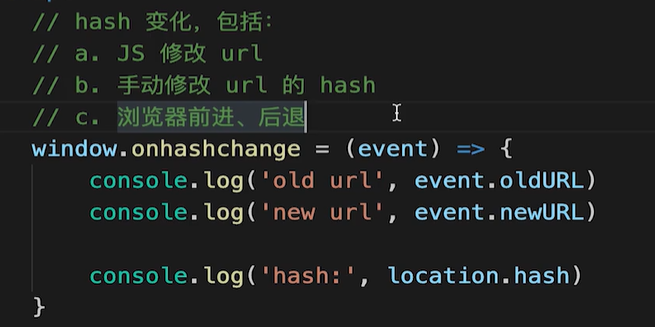 // hash 变化，包括：
// a. JS 修改 url
// b. 手动修改 url 的 hash
// c. 浏览器前进、后退
window.onhashchange = (event) => {
    console.log('old url', event.oldURL)
    console.log('new url', event.newURL)

    console.log('hash:', location.hash)
}